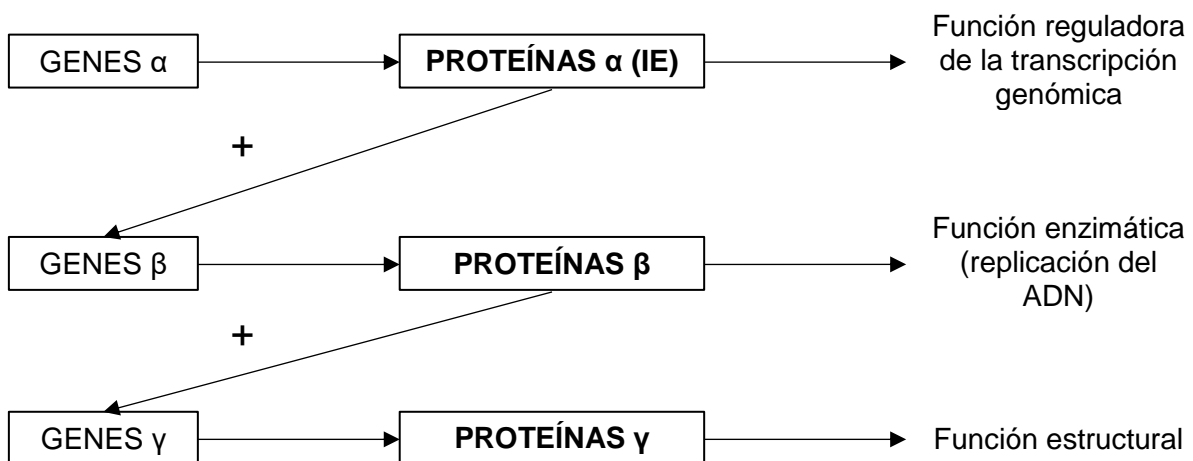 GENES α
PROTEÍNAS α (IE)
Función reguladora
de la transcripción
genómica
+
GENES β
PROTEÍNAS β
Función enzimática
(replicación del
ADN)
+
GENES γ
PROTEÍNAS γ
Función estructural